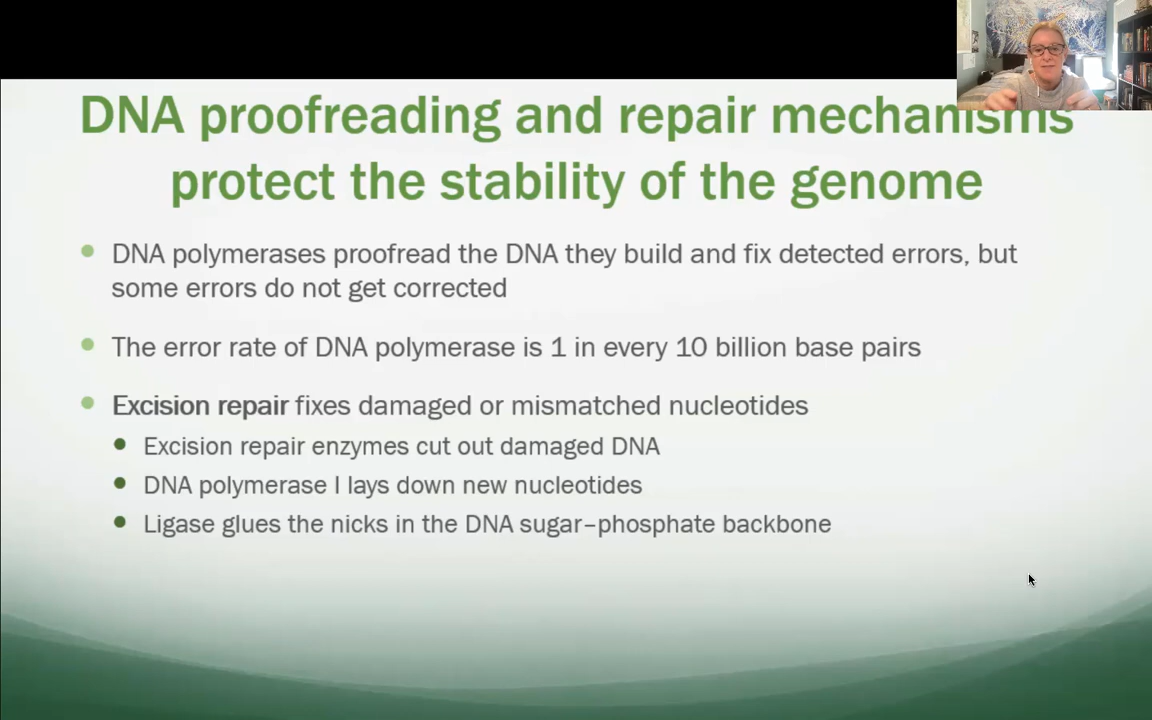 DNA proofreading and repair mechanisms
protect the stability of the genome
DNA polymerases proofread the DNA they build and fix detected errors, but
some errors do not get corrected
The error rate of DNA polymerase is 1 in every 10 billion base pairs
Excision repair fixes damaged or mismatched nucleotides
Excision repair enzymes cut out damaged DNA
DNA polymerase I lays down new nucleotides
Ligase glues the nicks in the DNA sugar–phosphate backbone